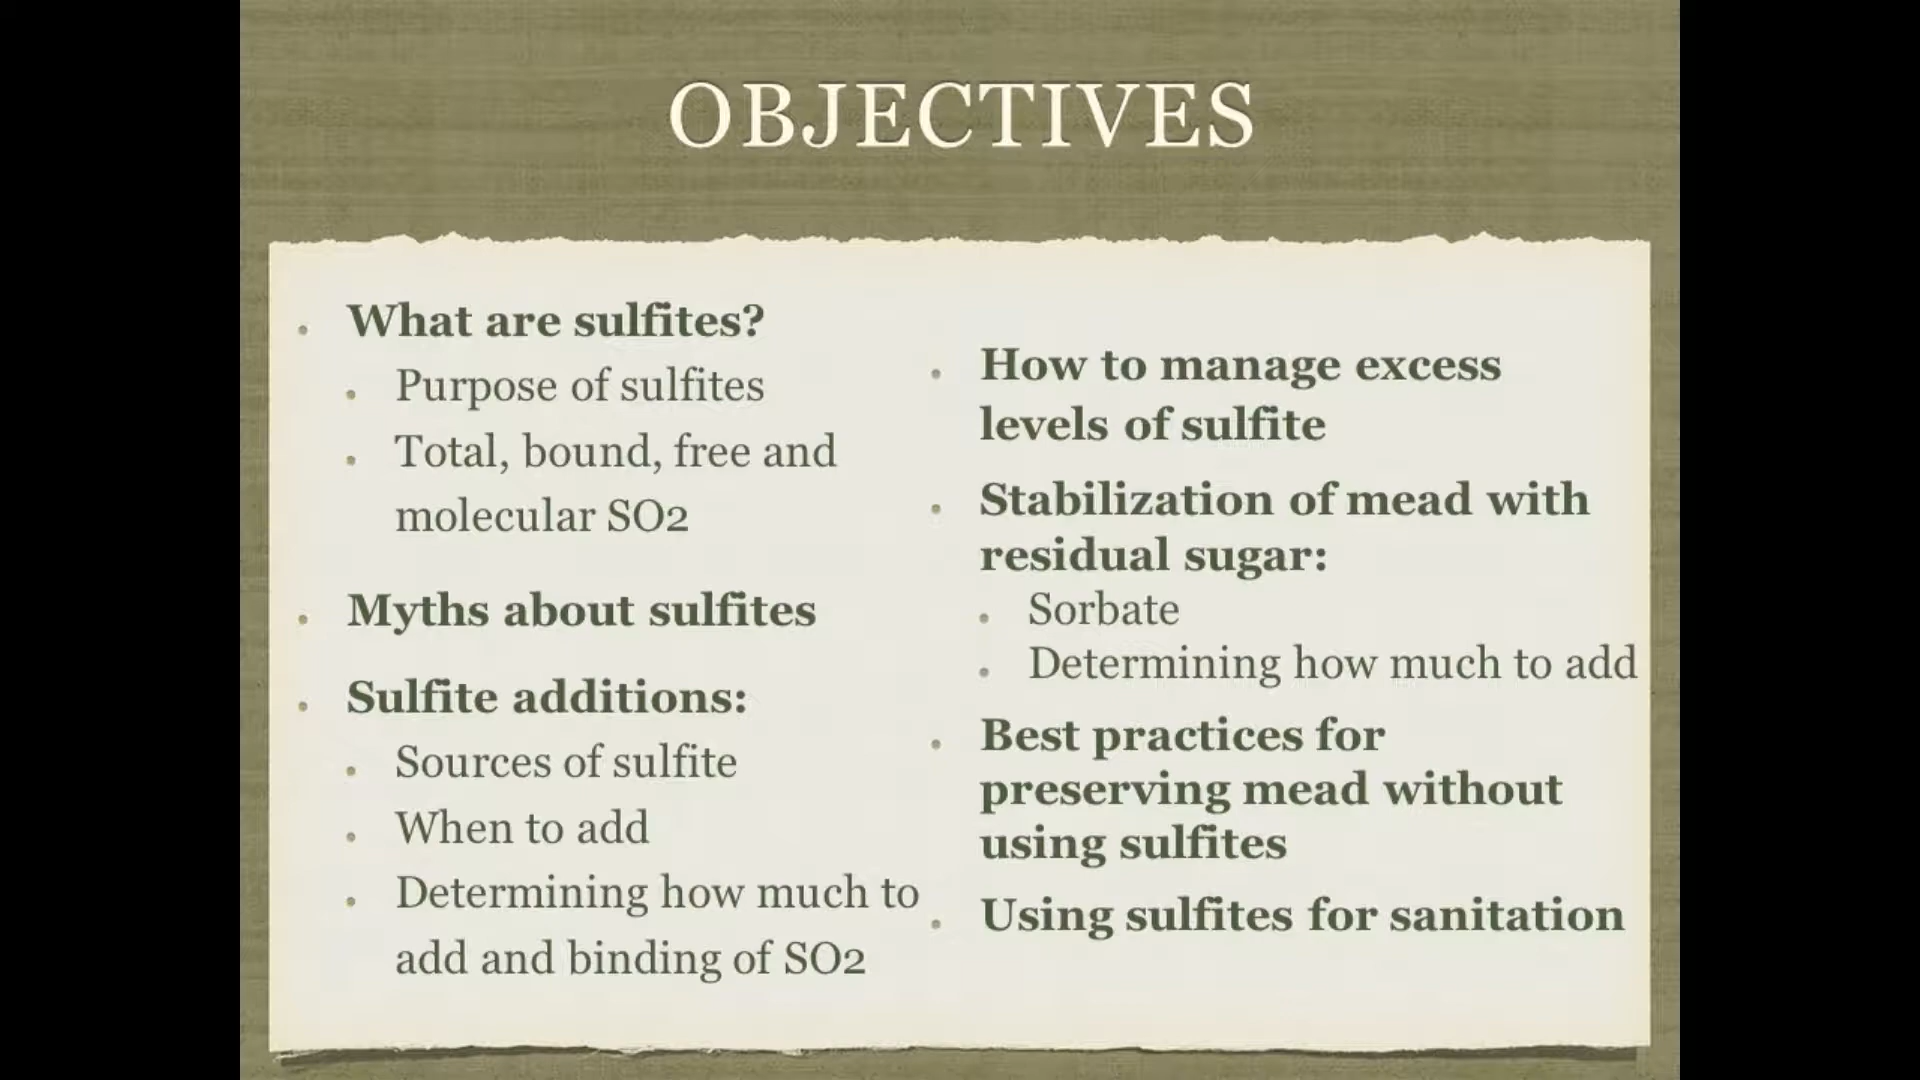 OBJECTIVES
What are sulfites?
Purpose of sulfites
Total, bound, free and
molecular SO2
Myths about sulfites
Sulfite additions:
Sources of sulfite
When to add
Determining how much to
add and binding of SO2
How to manage excess
levels of sulfite
Stabilization of mead with
residual sugar:
Sorbate
Determining how much to add
Best practices for
preserving mead without
using sulfites
Using sulfites for sanitation